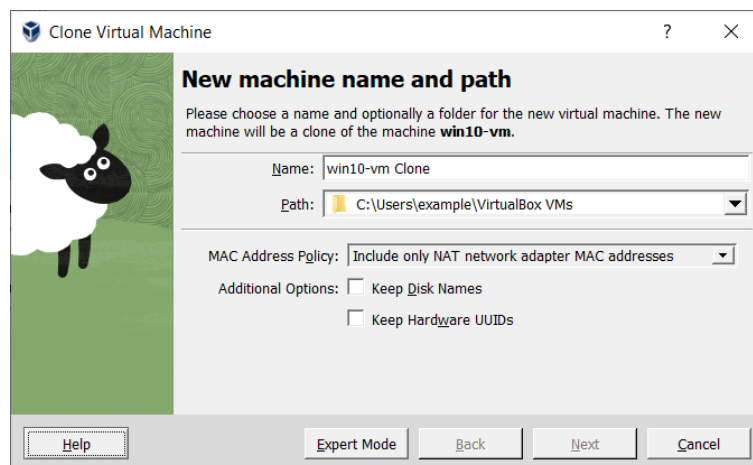 Clone Virtual Machine
New machine name and path
Please choose a name and optionally a folder for the new virtual machine. The new
machine will be a clone of the machine win10-vm.
Name: win10-vm Clone
Path: C:\Users\example\VirtualBox VMs
MAC Address Policy: Include only NAT network adapter MAC addresses
Additional Options: Keep Disk Names
Keep Hardware UUIDs
Help Expert Mode Back Next Cancel